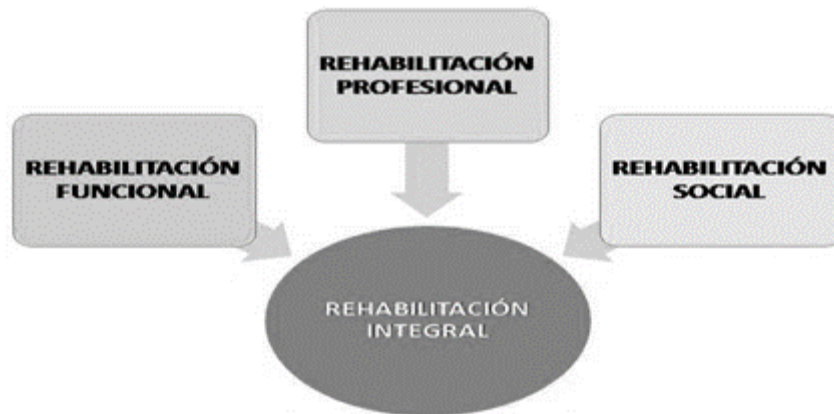 REHABILITACIÓN
PROFESIONAL
REHABILITACIÓN
FUNCIONAL
REHABILITACIÓN
SOCIAL
REHABILITACIÓN
INTEGRAL